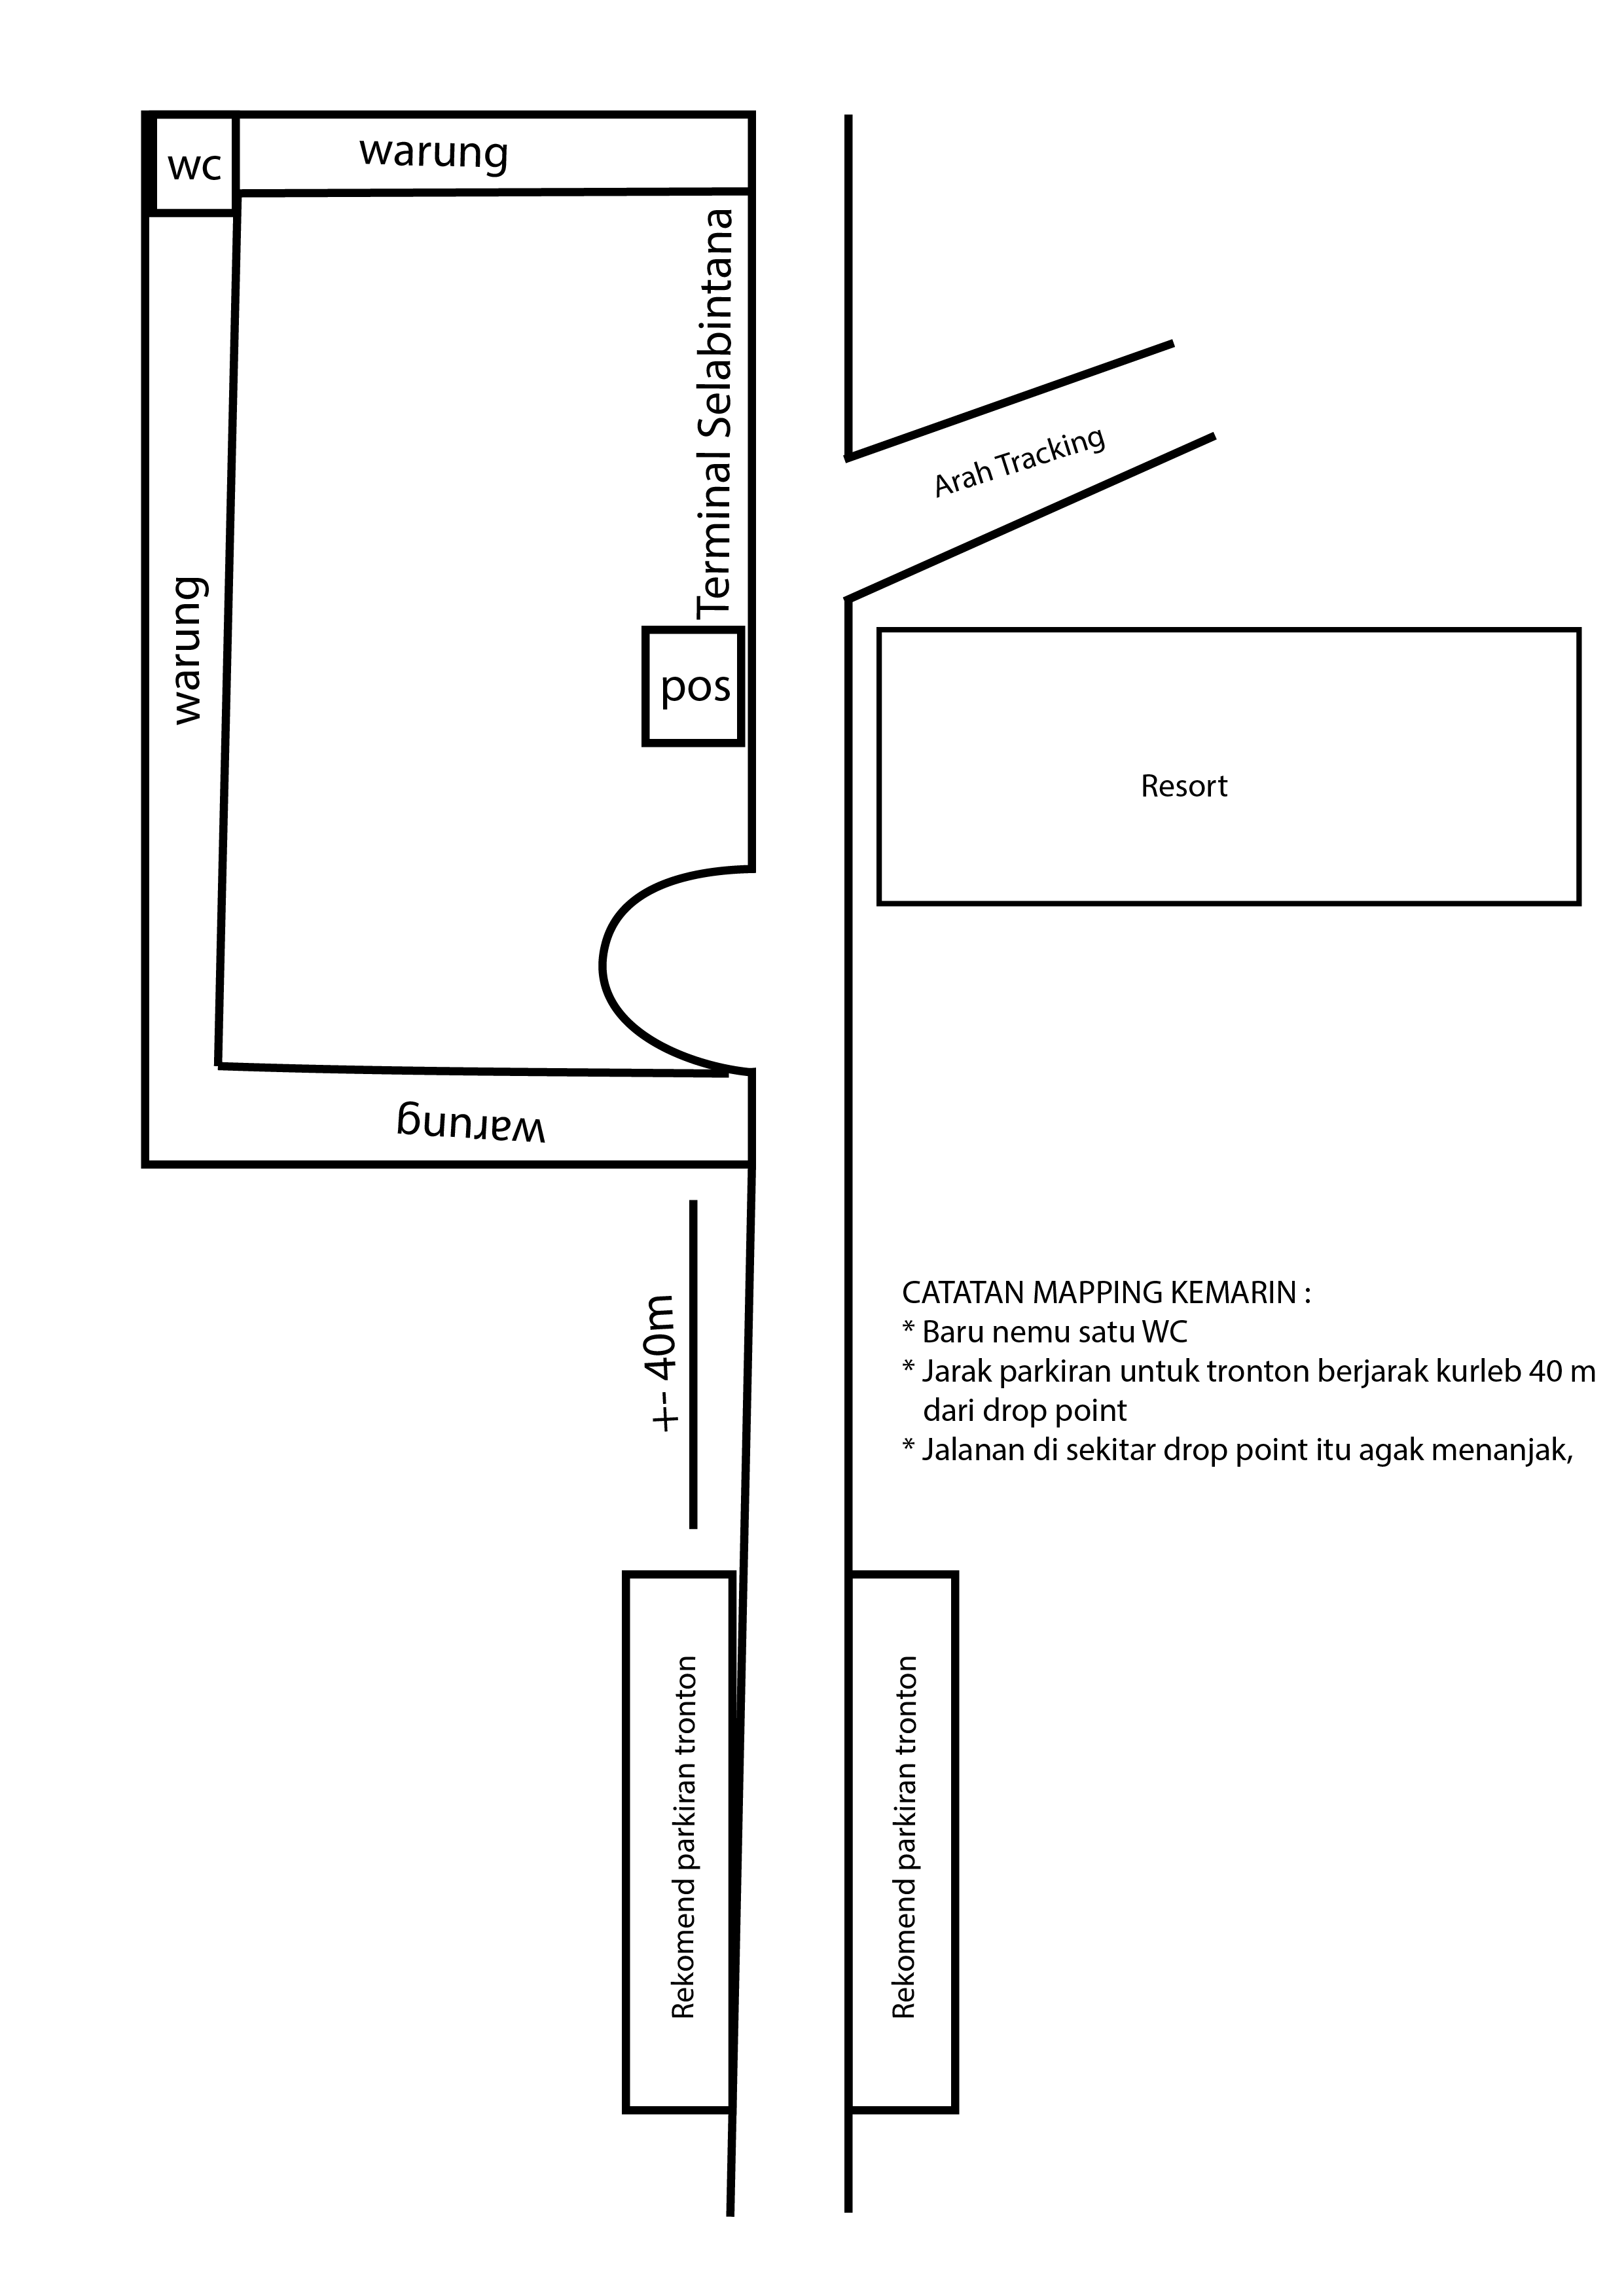 wc
warung
Terminal Selabintana
Arah Tracking
warung
pos
Resort
warung
+- 40m
CATATAN MAPPING KEMARIN :
* Baru nemu satu WC
* Jarak parkiran untuk tronton berjarak kurleb 40 m
dari drop point
* Jalanan di sekitar drop point itu agak menanjak,
Rekomend parkiran tronton
Rekomend parkiran tronton